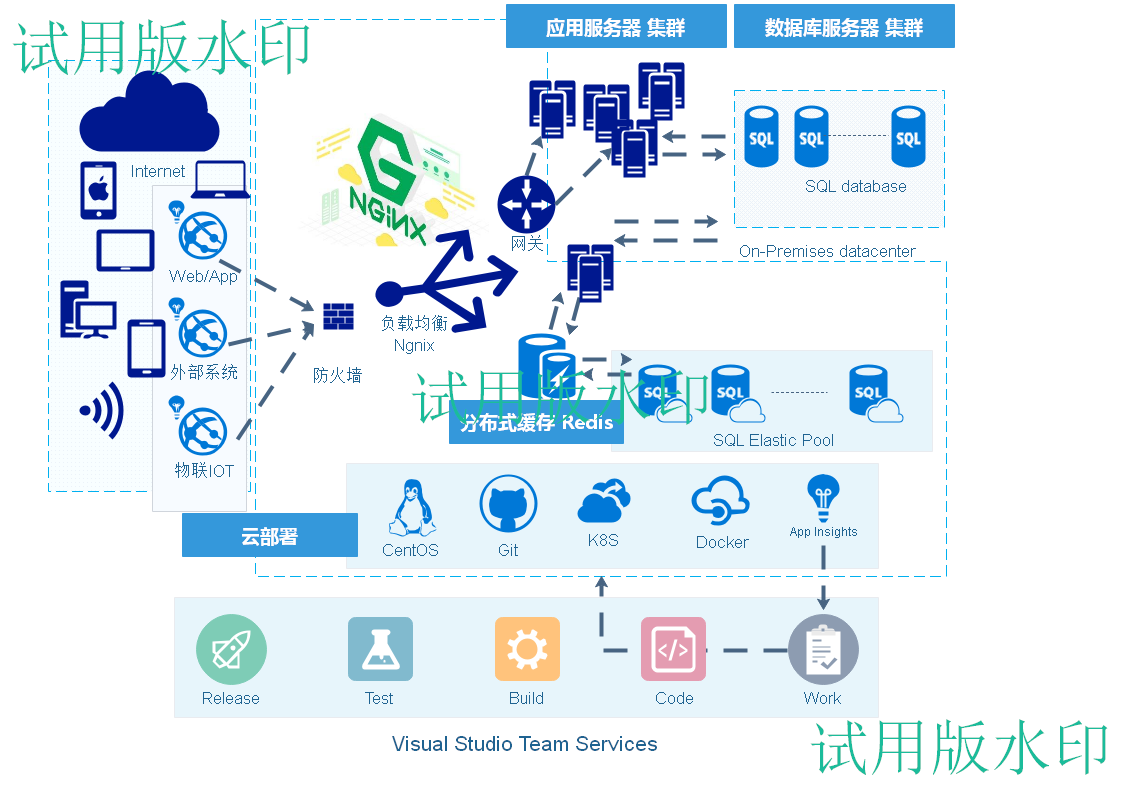 试用版水印
应用服务器 集群
数据库服务器 集群
Internet
NGiNX
SQL
SQL
SQL
SQL database
网关
On-Premises datacenter
Web/App
负载均衡
Ngnix
外部系统
防火墙
试用版水印
SQL
SQL
SQL
分布式缓存 Redis
SQL Elastic Pool
物联IOT
云部署
CentOS
Git
K8S
Docker
App Insights
Release
Test
Build
Code
Work
Visual Studio Team Services
试用版水印